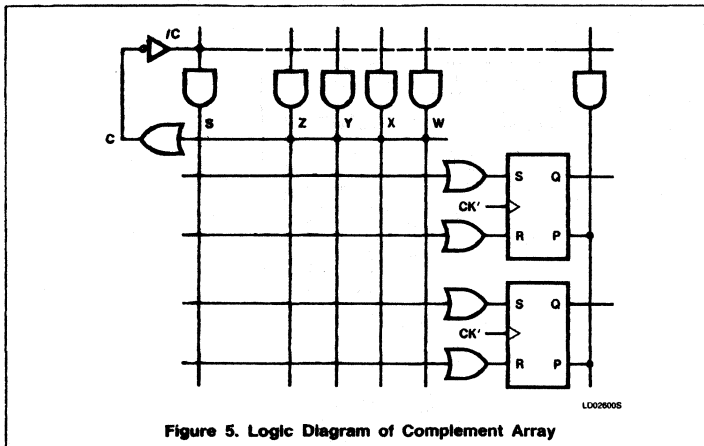 /C
S Z Y X W
C
S Q
CK'
R P
S Q
CK'
R P
LD02600S
Figure 5. Logic Diagram of Complement Array